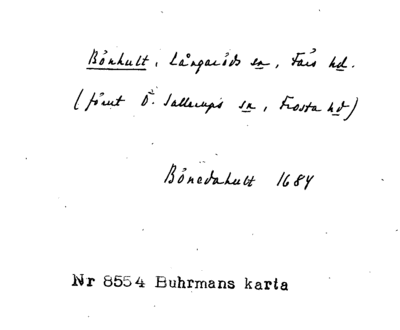 Bönhult, Långaröds sn, Färs hd.
(förut Ö. Sallerups sn, Frosta hd)
Bönedahult 1684
Nr 8554 Buhrmans karta